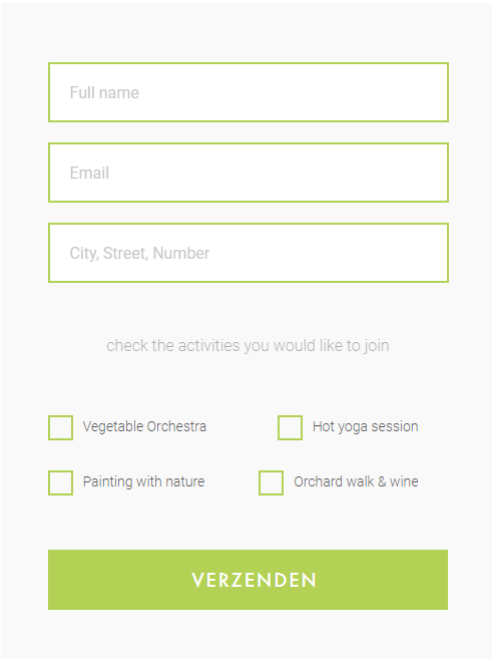 Full name
Email
City, Street, Number
check the activities you would like to join
Vegetable Orchestra
Hot yoga session
Painting with nature
Orchard walk & wine
VERZENDEN